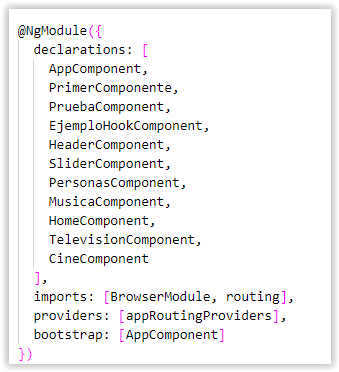 @NgModule({
declarations: [
AppComponent,
PrimerComponente,
PruebaComponent,
EjemploHookComponent,
HeaderComponent,
SliderComponent,
PersonasComponent,
MusicaComponent,
HomeComponent,
TelevisionComponent,
CineComponent
],
imports: [BrowserModule, routing],
providers: [appRoutingProviders],
bootstrap: [AppComponent]
})